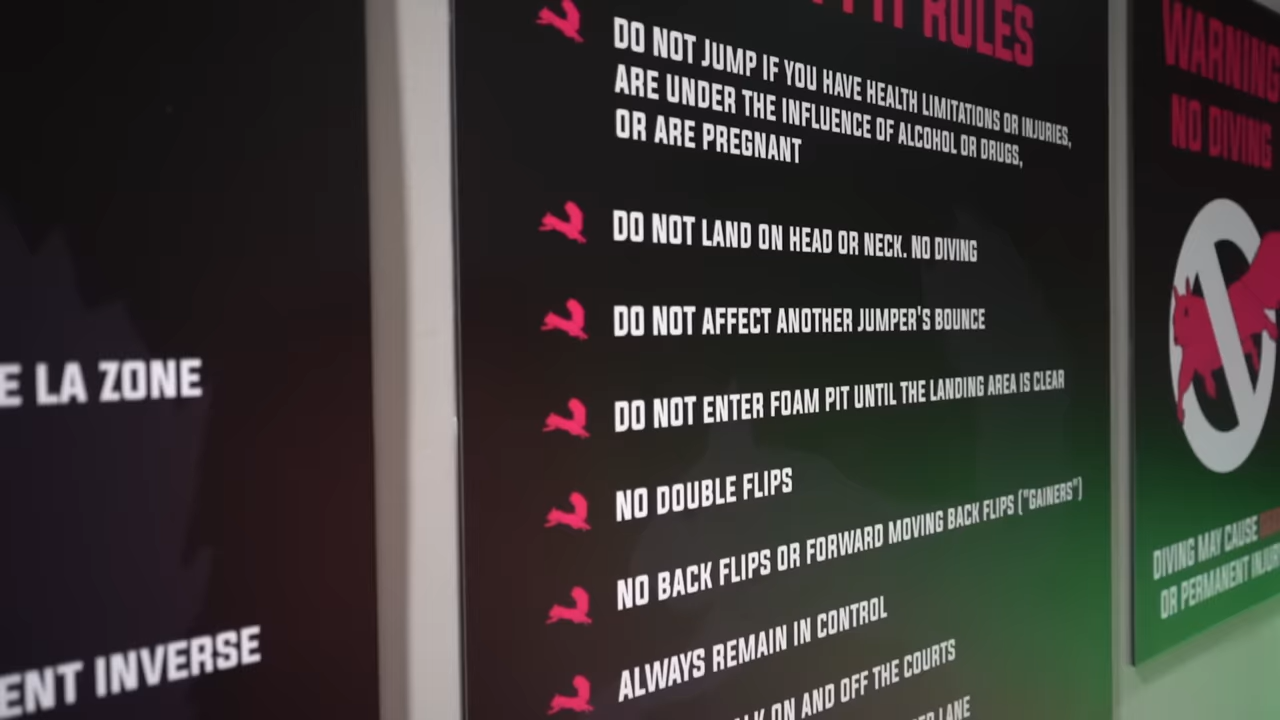 E LA ZONE
ENT INVERSE
RULES
DO NOT JUMP IF YOU HAVE HEALTH LIMITATIONS OR INJURIES,
ARE UNDER THE INFLUENCE OF ALCOHOL OR DRUGS,
OR ARE PREGNANT
DO NOT LAND ON HEAD OR NECK. NO DIVING
DO NOT AFFECT ANOTHER JUMPER'S BOUNCE
DO NOT ENTER FOAM PIT UNTIL THE LANDING AREA IS CLEAR
NO DOUBLE FLIPS
NO BACK FLIPS OR FORWARD MOVING BACK FLIPS ("GAINERS")
ALWAYS REMAIN IN CONTROL
ON AND OFF THE COURTS
LANE
WARNING
NO DIVING
DIVING MAY CAUSE
OR PERMANENT INJUR